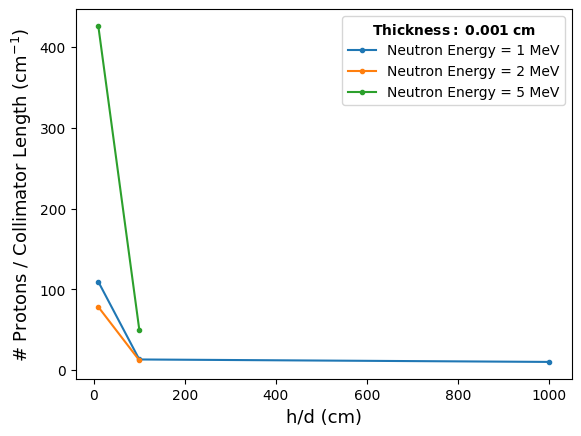 Thickness: 0.001 cm
Neutron Energy = 1 MeV
Neutron Energy = 2 MeV
Neutron Energy = 5 MeV
# Protons / Collimator Length (cm⁻¹)
400
300
200
100
0
0 200 400 600 800 1000
h/d (cm)